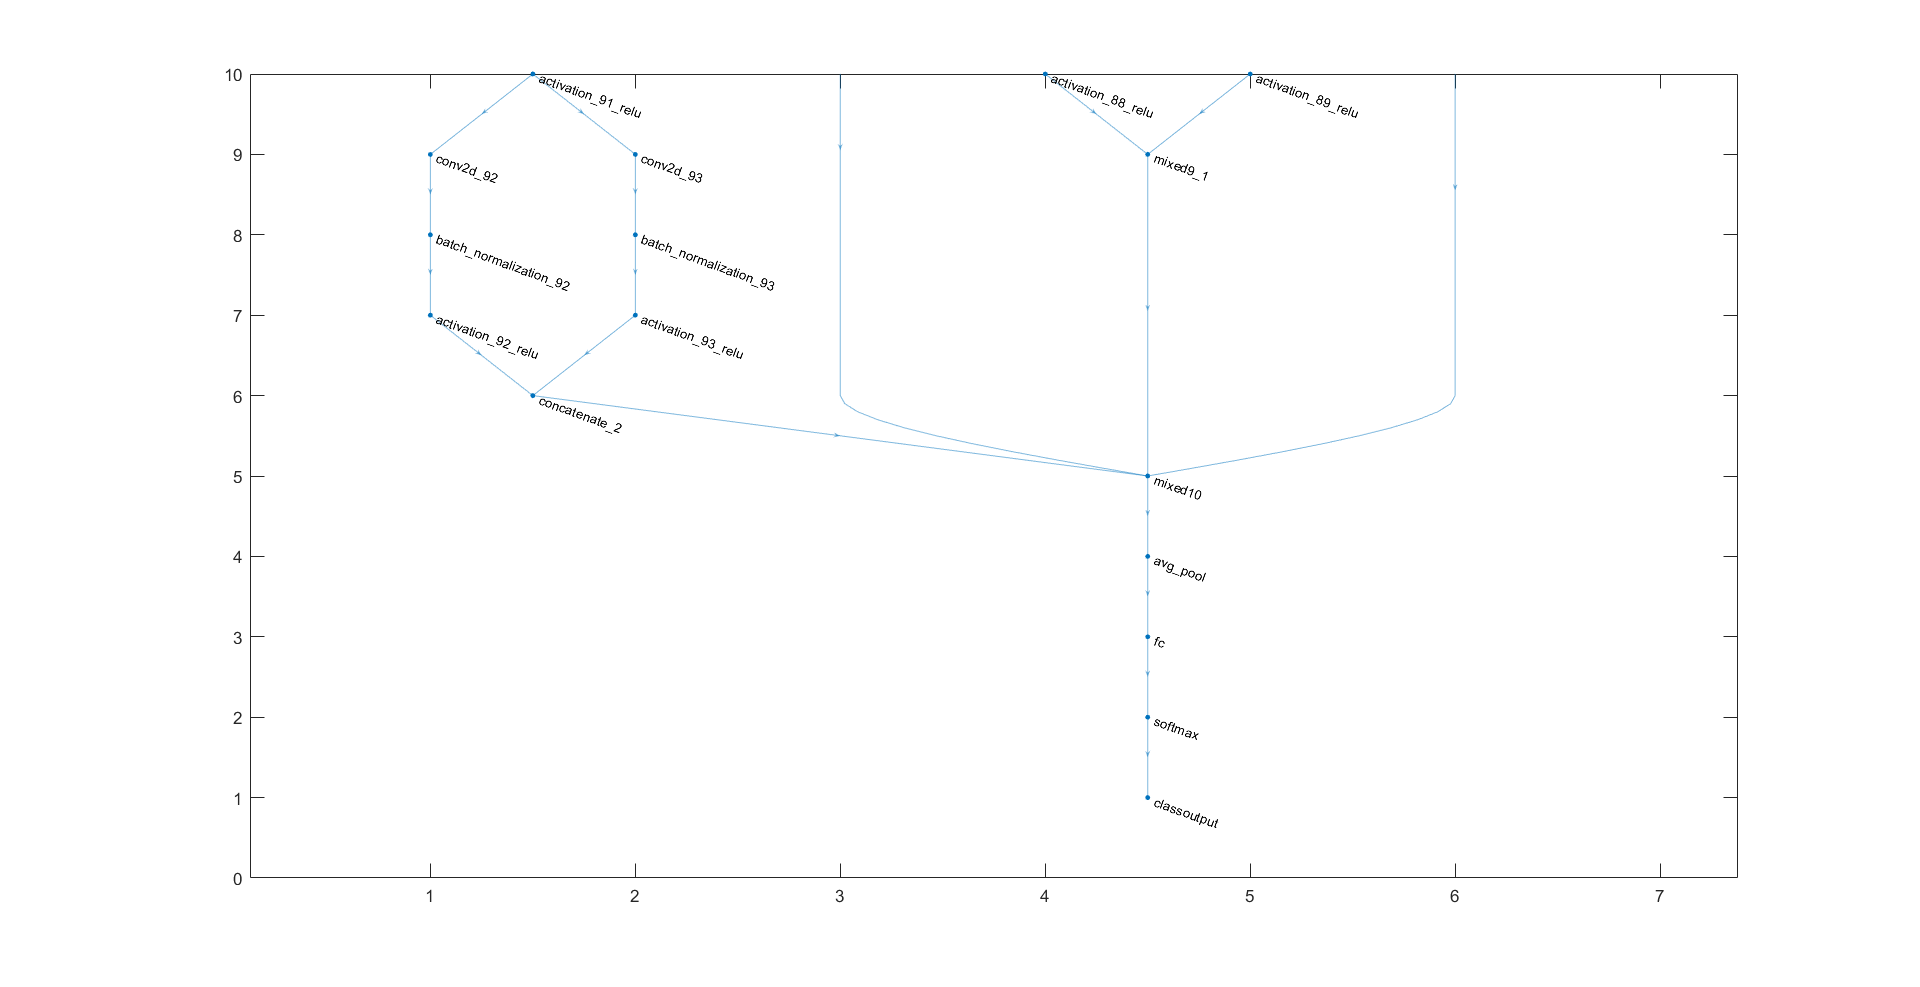 10
activation_91_relu
activation_88_relu
activation_89_relu
9
conv2d_92
conv2d_93
mixed9_1
8
batch_normalization_92
batch_normalization_93
7
activation_92_relu
activation_93_relu
6
concatenate_2
5
mixed10
4
avg_pool
3
fc
2
softmax
1
classoutput
0
1 2 3 4 5 6 7